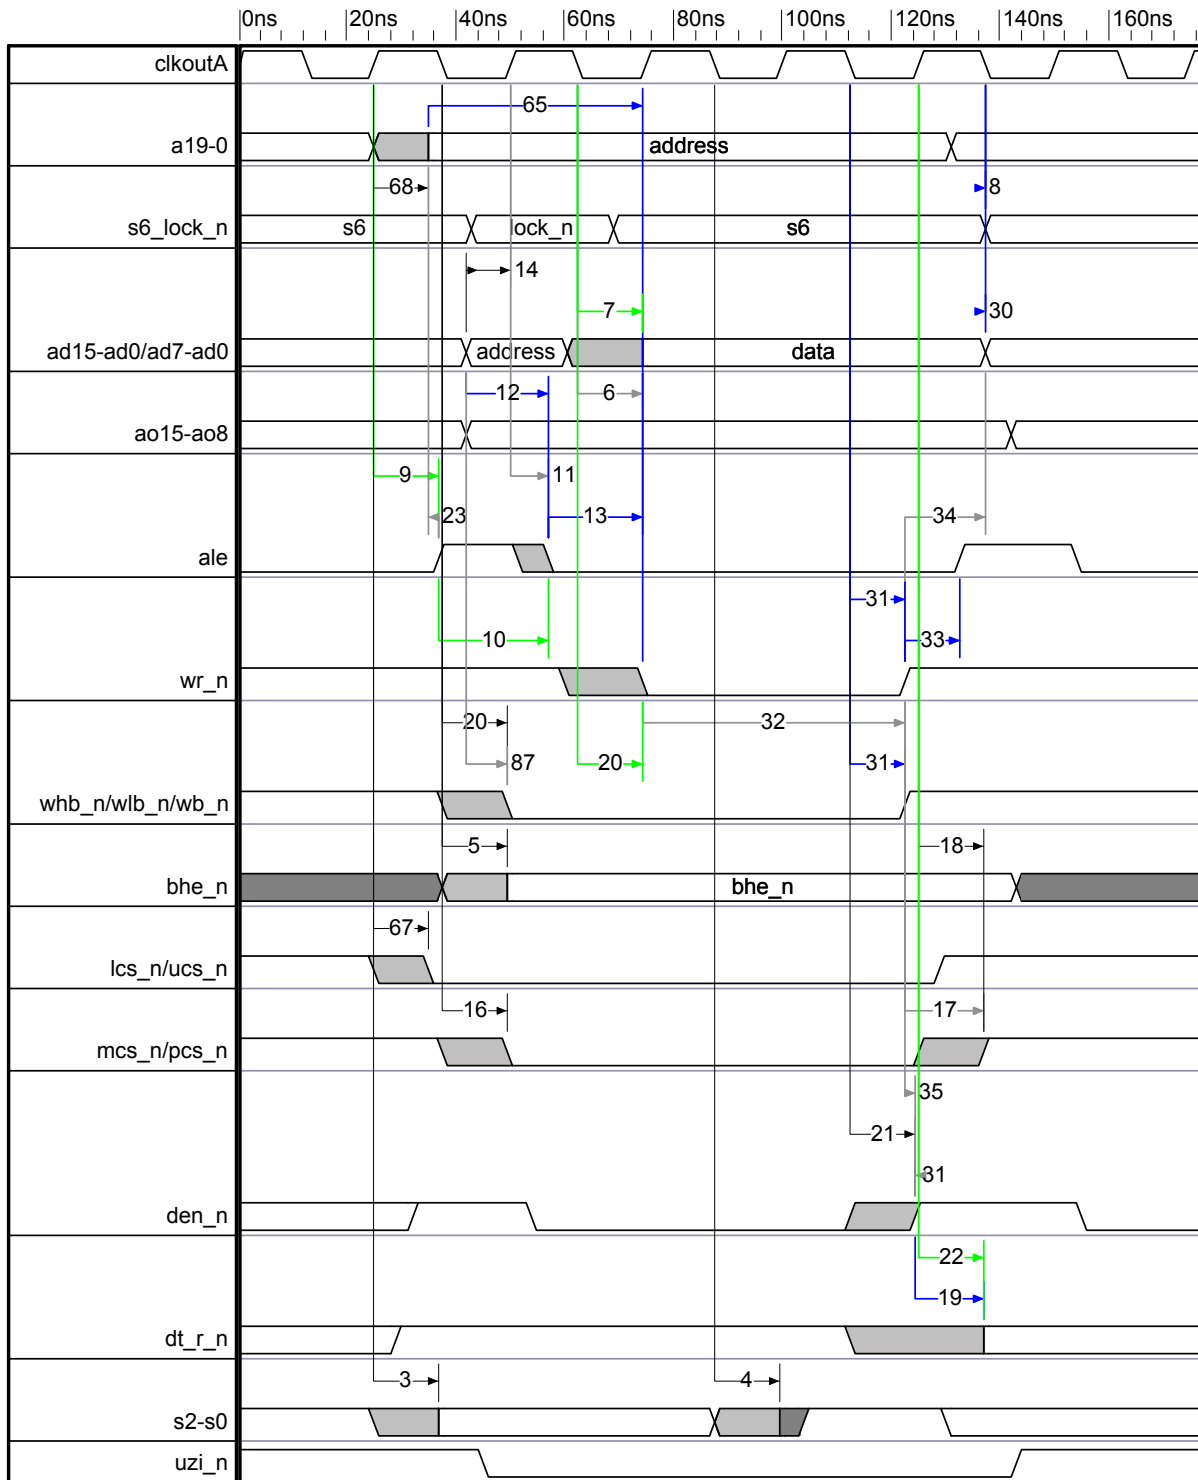 0ns 20ns 40ns 60ns 80ns 100ns 120ns 140ns 160ns
clkoutA
65
a19-0 address
68 8
s6_lock_n s6 lock_n s6
14
7 30
ad15-ad0/ad7-ad0 address data
12 6
ao15-ao8
9 11
23 13 34
ale
31
10 33
wr_n
20 32
87 20 31
whb_n/wlb_n/wb_n
5 18
bhe_n bhe_n
67
lcs_n/ucs_n
16 17
mcs_n/pcs_n
35
21
31
den_n
22
19
dt_r_n
3 4
s2-s0
uzi_n